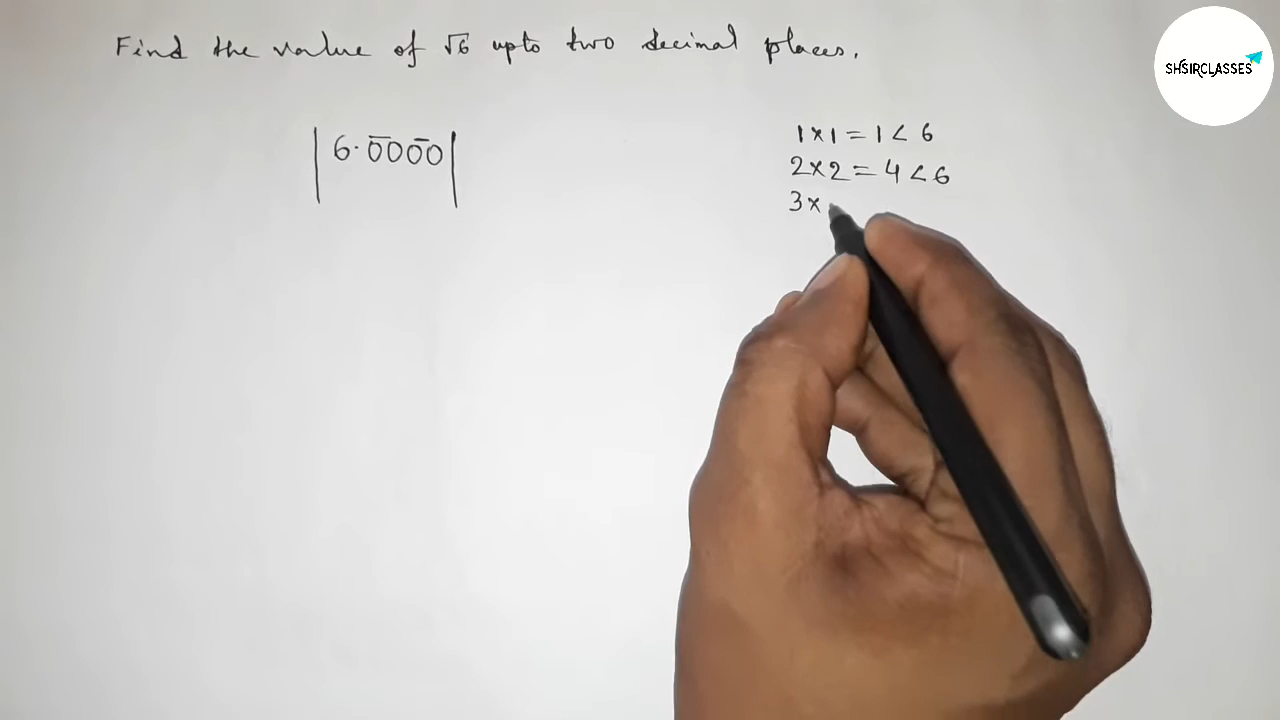 Find the value of √6 upto two decimal places.
SHSIRCLASSES
6.0000
1×1=1<6
2×2=4<6
3×